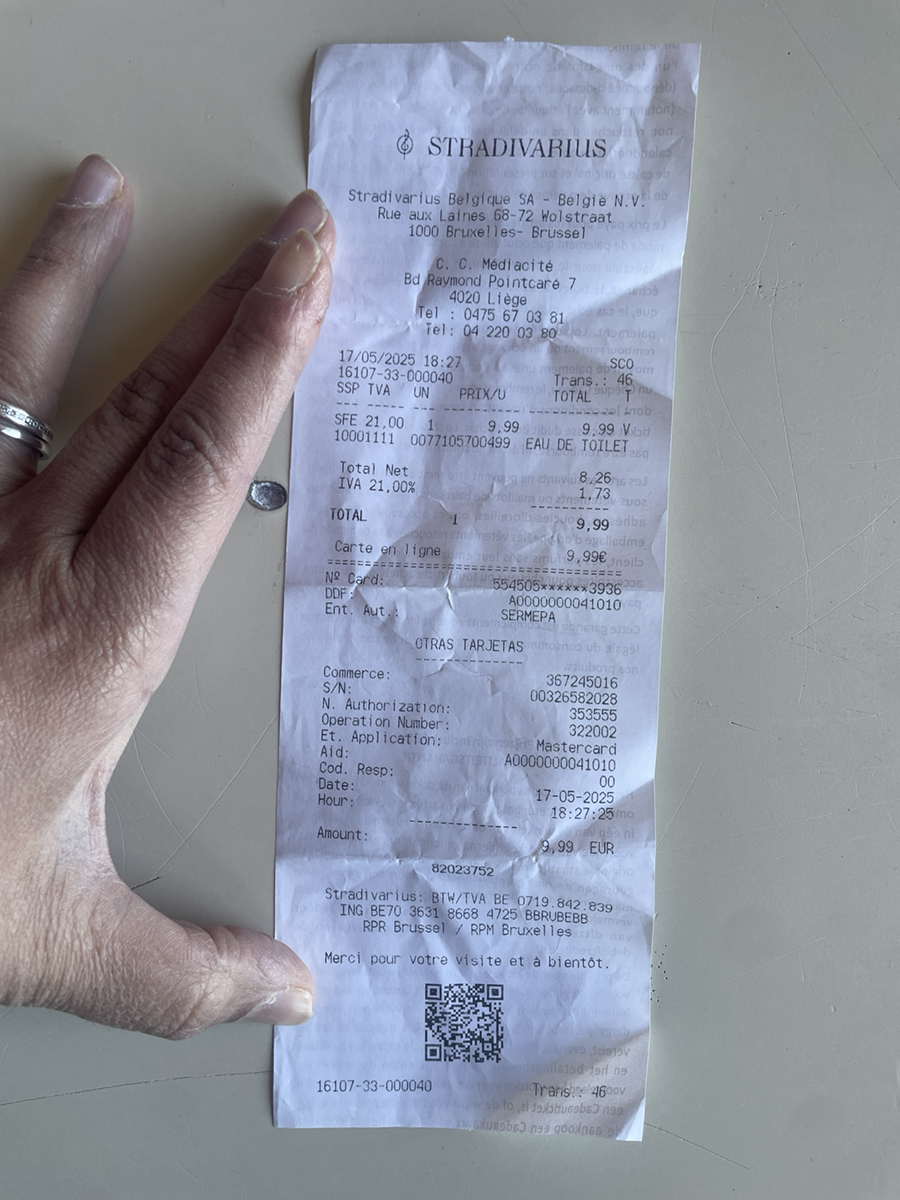 STRADIVARIUS
Stradivarius Belgique SA - België N.V.
Rue aux Laines 68-72 Wolstraat
1000 Bruxelles- Brussel
C. C. Médiacité
Bd Raymond Pointcaré 7
4020 Liège
Tel : 0475 67 03 81
Tel: 04 220 03 80
17/05/2025 18:27 SCO
16107-33-000040 Trans.: 46
SSP TVA UN PRIX/U TOTAL T
SFE 21,00 1 9,99 9,99 V
10001111 0077105700499 EAU DE TOILET
Total Net 8,26
IVA 21,00% 1,73
TOTAL 1 9,99
Carte en ligne 9,99€
Nº Card: 554505******3936
DDF: A0000000041010
Ent. Aut.: SERMEPA
OTRAS TARJETAS
Commerce: 367245016
S/N: 00326582028
N. Authorization: 353555
Operation Number: 322002
Et. Application: Mastercard
Aid: A0000000041010
Cod. Resp: 00
Date: 17-05-2025
Hour: 18:27:25
Amount: 9,99 EUR
82023752
Stradivarius: BTW/TVA BE 0719.842.839
ING BE70 3631 8668 4725 BBRUBEBB
RPR Brussel / RPM Bruxelles
Merci pour votre visite et à bientôt.
16107-33-000040 Trans.: 46